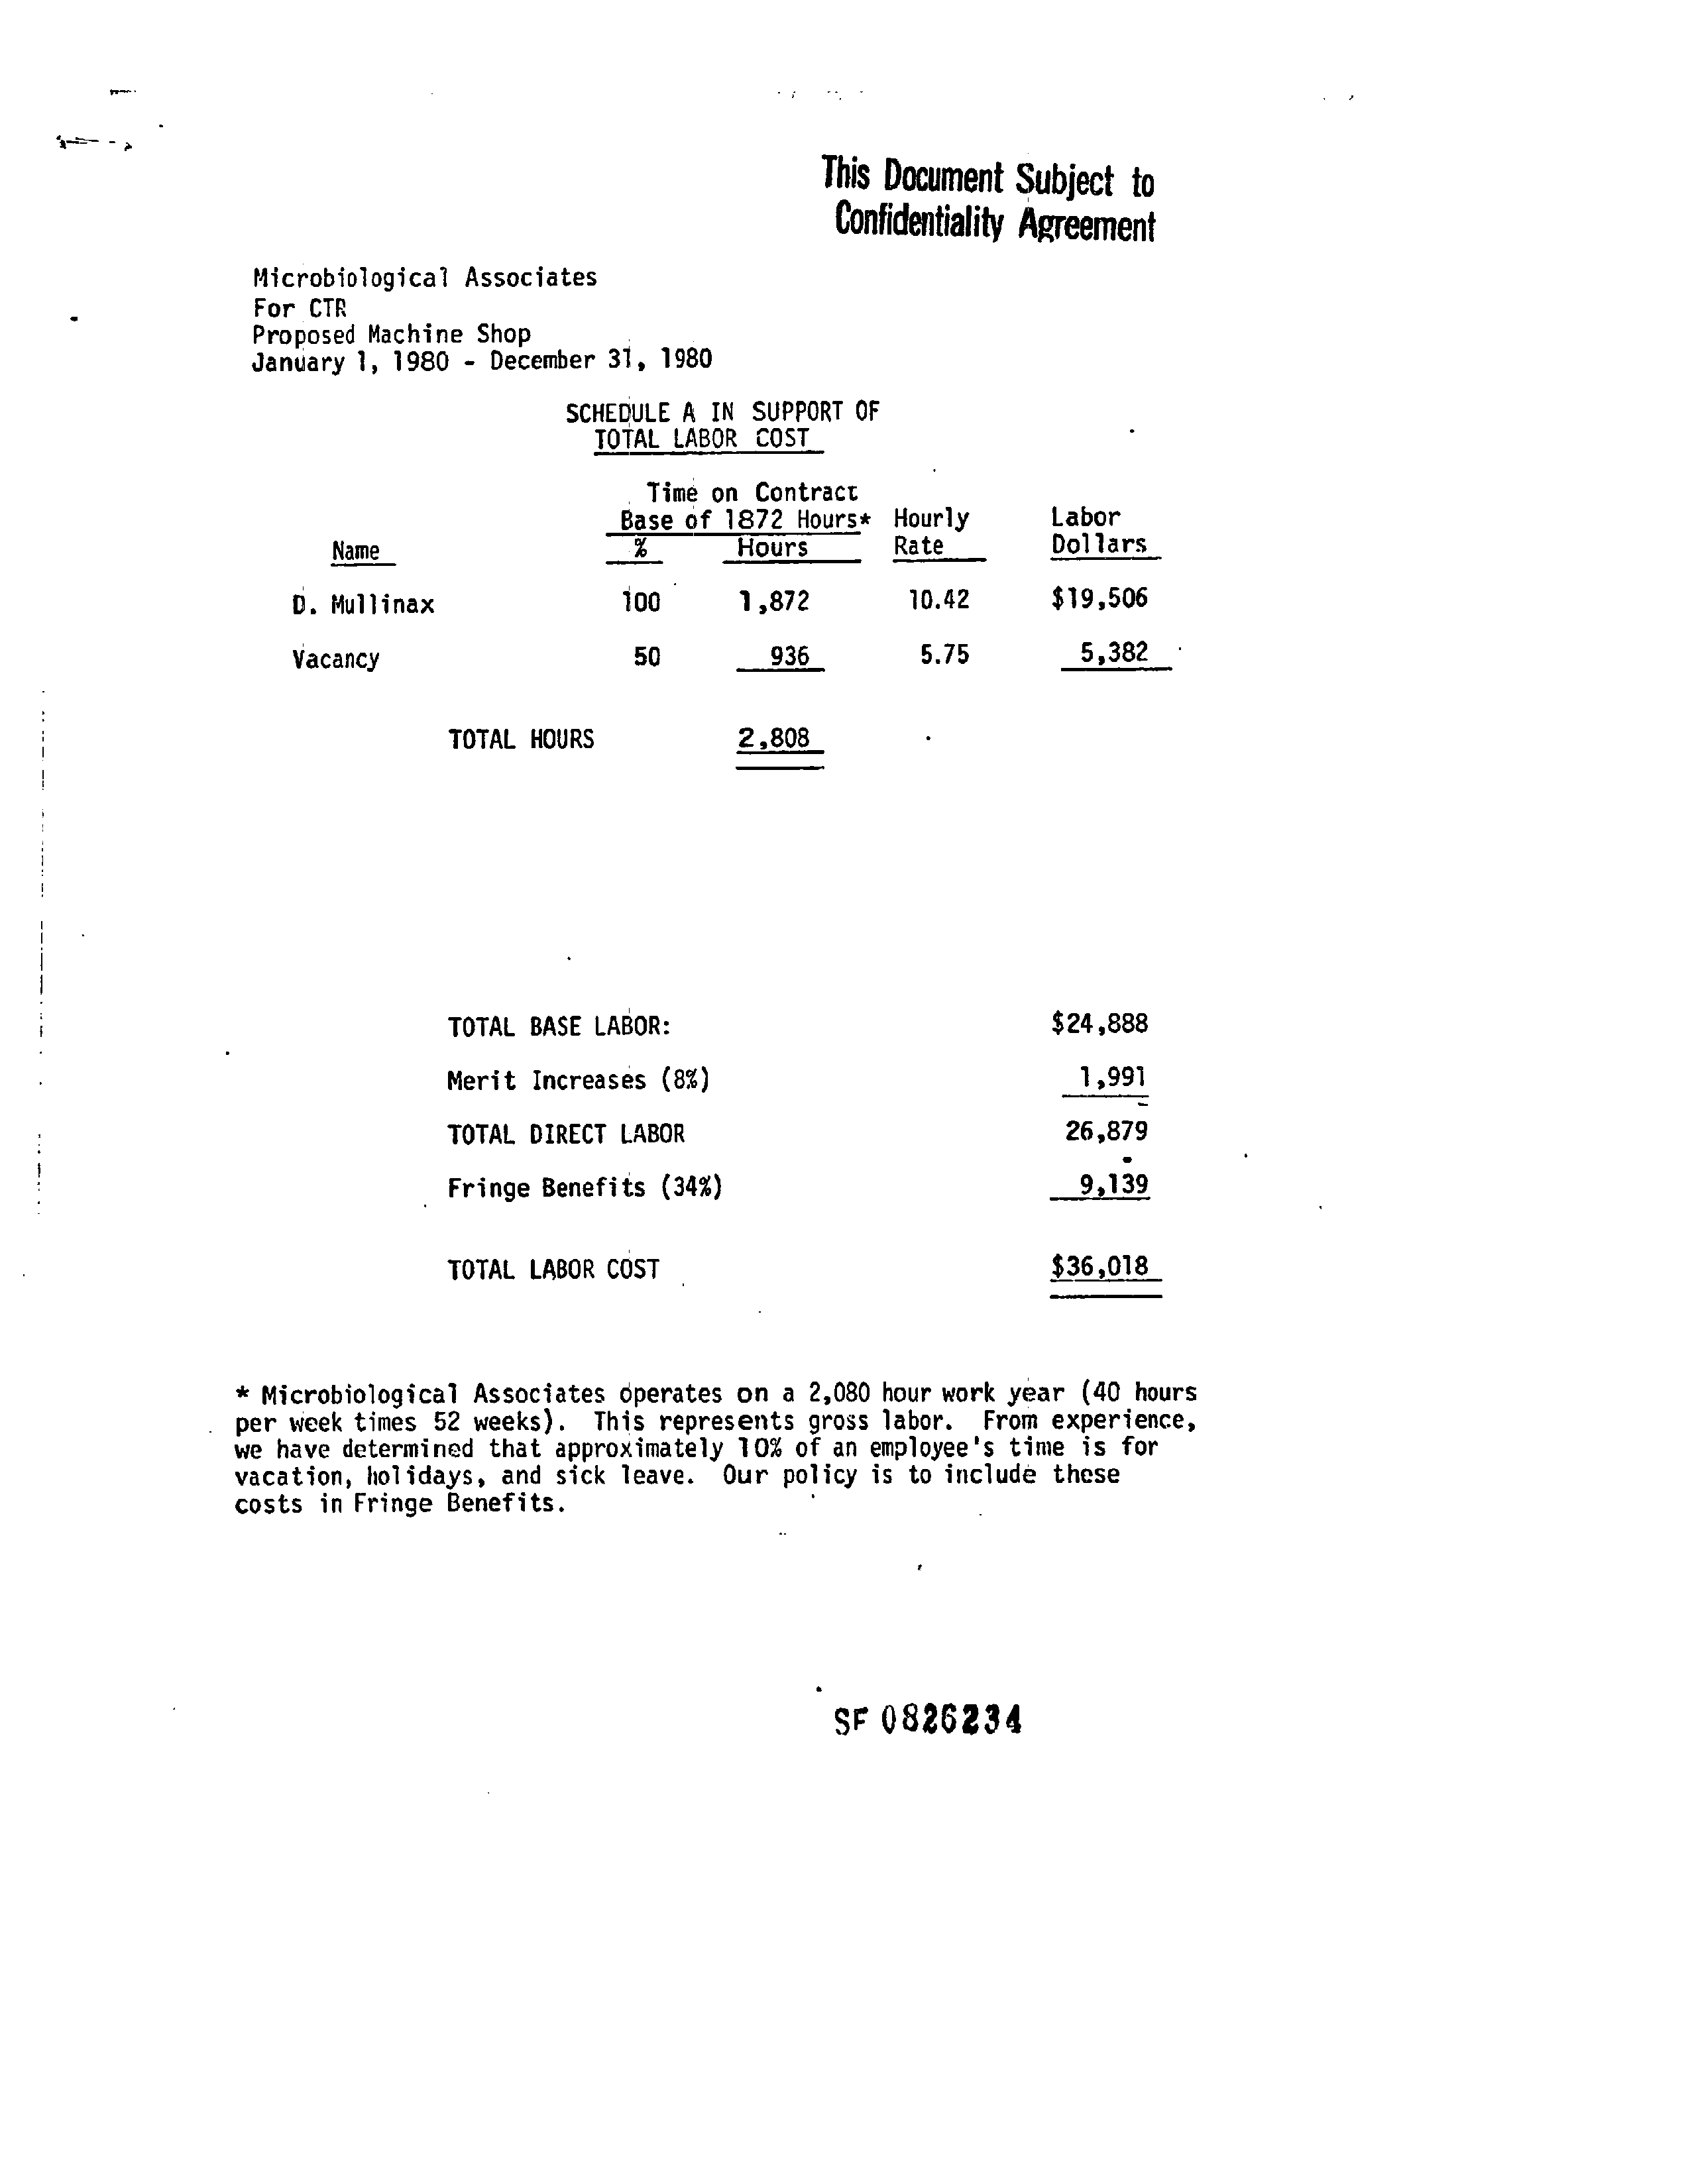 This Document Subject to
Confidentiality Agreement
Microbiological Associates
For CTR
Proposed Machine Shop
January 1, 1980 - December 31, 1980
SCHEDULE A IN SUPPORT OF
TOTAL LABOR COST
Time on Contract
Base of 1872 Hours* Hourly Labor
Name % Hours Rate Dollars
D. Mullinax 100 1,872 10.42 $19,506
Vacancy 50 936 5.75 5,382
TOTAL HOURS 2,808
TOTAL BASE LABOR: $24,888
Merit Increases (8%) 1,991
TOTAL DIRECT LABOR 26,879
Fringe Benefits (34%) 9,139
TOTAL LABOR COST $36,018
* Microbiological Associates operates on a 2,080 hour work year (40 hours
per week times 52 weeks). This represents gross labor. From experience,
we have determined that approximately 10% of an employee's time is for
vacation, holidays, and sick leave. Our policy is to include these
costs in Fringe Benefits.
SF 0826234